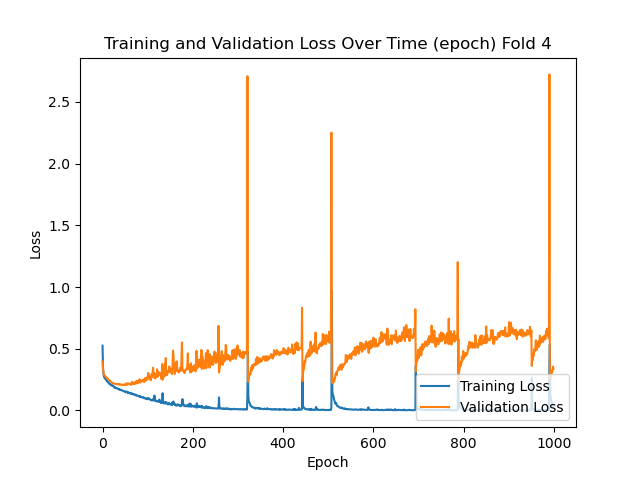 Training and Validation Loss Over Time (epoch) Fold 4
2.5
2.0
1.5
1.0
0.5
0.0
Loss
0 200 400 600 800 1000
Epoch
Training Loss
Validation Loss